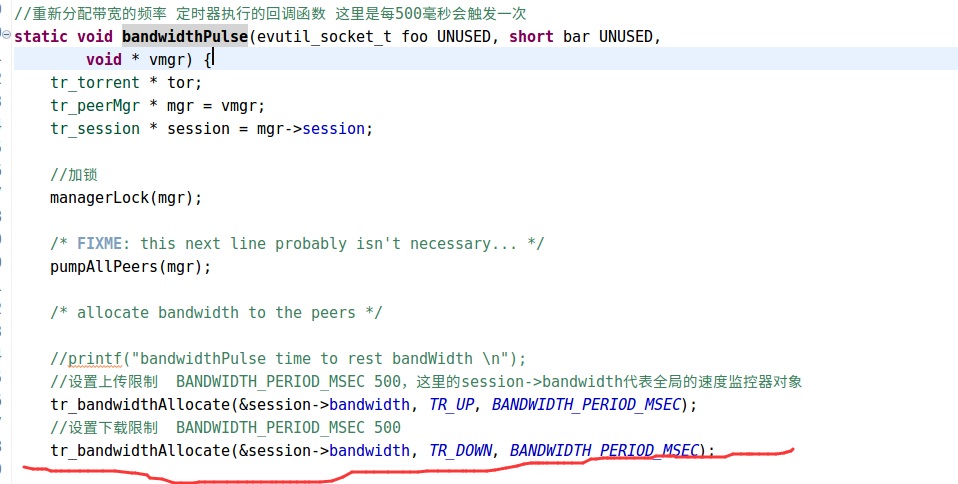 //重新分配带宽的频率 定时器执行的回调函数 这里是每500毫秒会触发一次
static void bandwidthPulse(evutil_socket_t foo UNUSED, short bar UNUSED,
void * vmgr) {
tr_torrent * tor;
tr_peerMgr * mgr = vmgr;
tr_session * session = mgr->session;
//加锁
managerLock(mgr);
/* FIXME: this next line probably isn't necessary... */
pumpAllPeers(mgr);
/* allocate bandwidth to the peers */
//printf("bandwidthPulse time to rest bandWidth \n");
//设置上传限制  BANDWIDTH_PERIOD_MSEC 500，这里的session->bandwidth代表全局的速度监控器对象
tr_bandwidthAllocate(&session->bandwidth, TR_UP, BANDWIDTH_PERIOD_MSEC);
//设置下载限制  BANDWIDTH_PERIOD_MSEC 500
tr_bandwidthAllocate(&session->bandwidth, TR_DOWN, BANDWIDTH_PERIOD_MSEC);